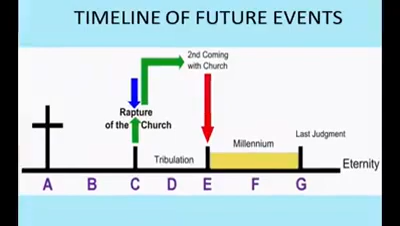 TIMELINE OF FUTURE EVENTS
2nd Coming
with Church
Rapture
of the Church
Last Judgment
Millennium
Tribulation
Eternity
A B C D E F G